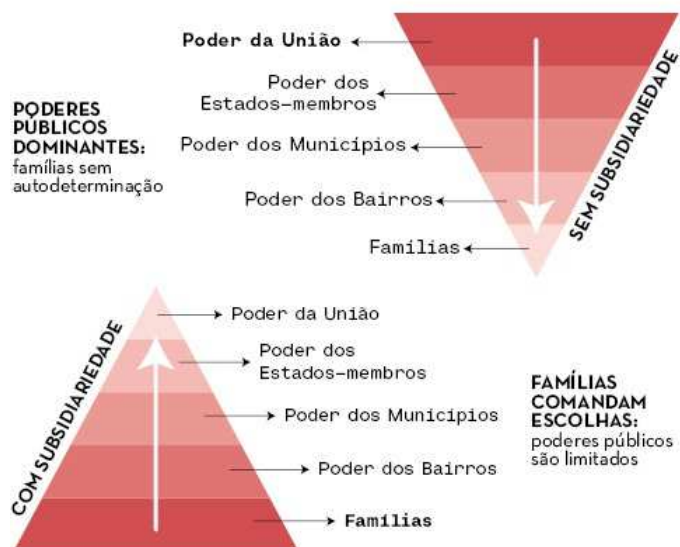 Poder da União
Poder dos
Estados-membros
PODERES
PÚBLICOS
DOMINANTES:
famílias sem
autodeterminação
Poder dos Municípios
Poder dos Bairros
Famílias
SEM SUBSIDIARIEDADE
COM SUBSIDIARIEDADE
Poder da União
Poder dos
Estados-membros
Poder dos Municípios
Poder dos Bairros
Famílias
FAMÍLIAS
COMANDAM
ESCOLHAS:
poderes públicos
são limitados